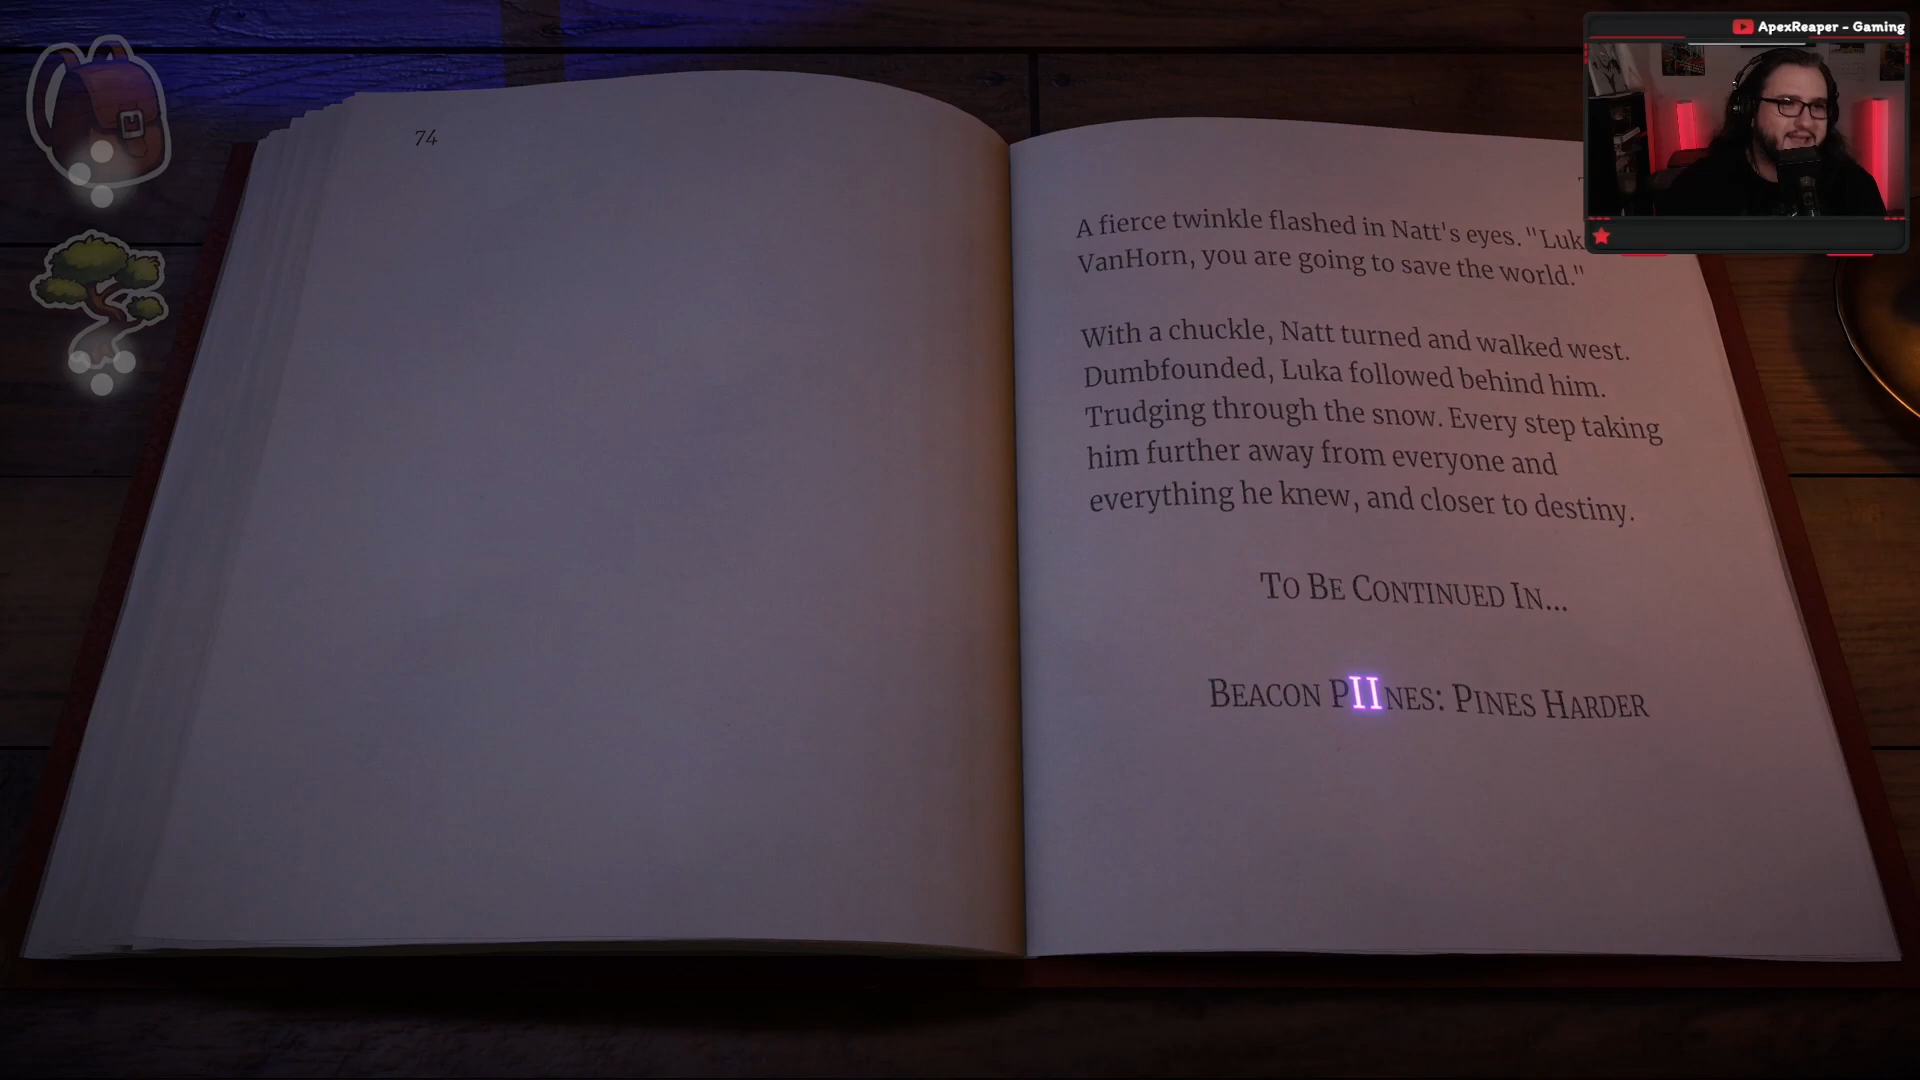 ApexReaper - Gaming
74
A fierce twinkle flashed in Natt's eyes. "Luk
VanHorn, you are going to save the world."
With a chuckle, Natt turned and walked west.
Dumbfounded, Luka followed behind him.
Trudging through the snow. Every step taking
him further away from everyone and
everything he knew, and closer to destiny.
TO BE CONTINUED IN...
BEACON PIINES: PINES HARDER